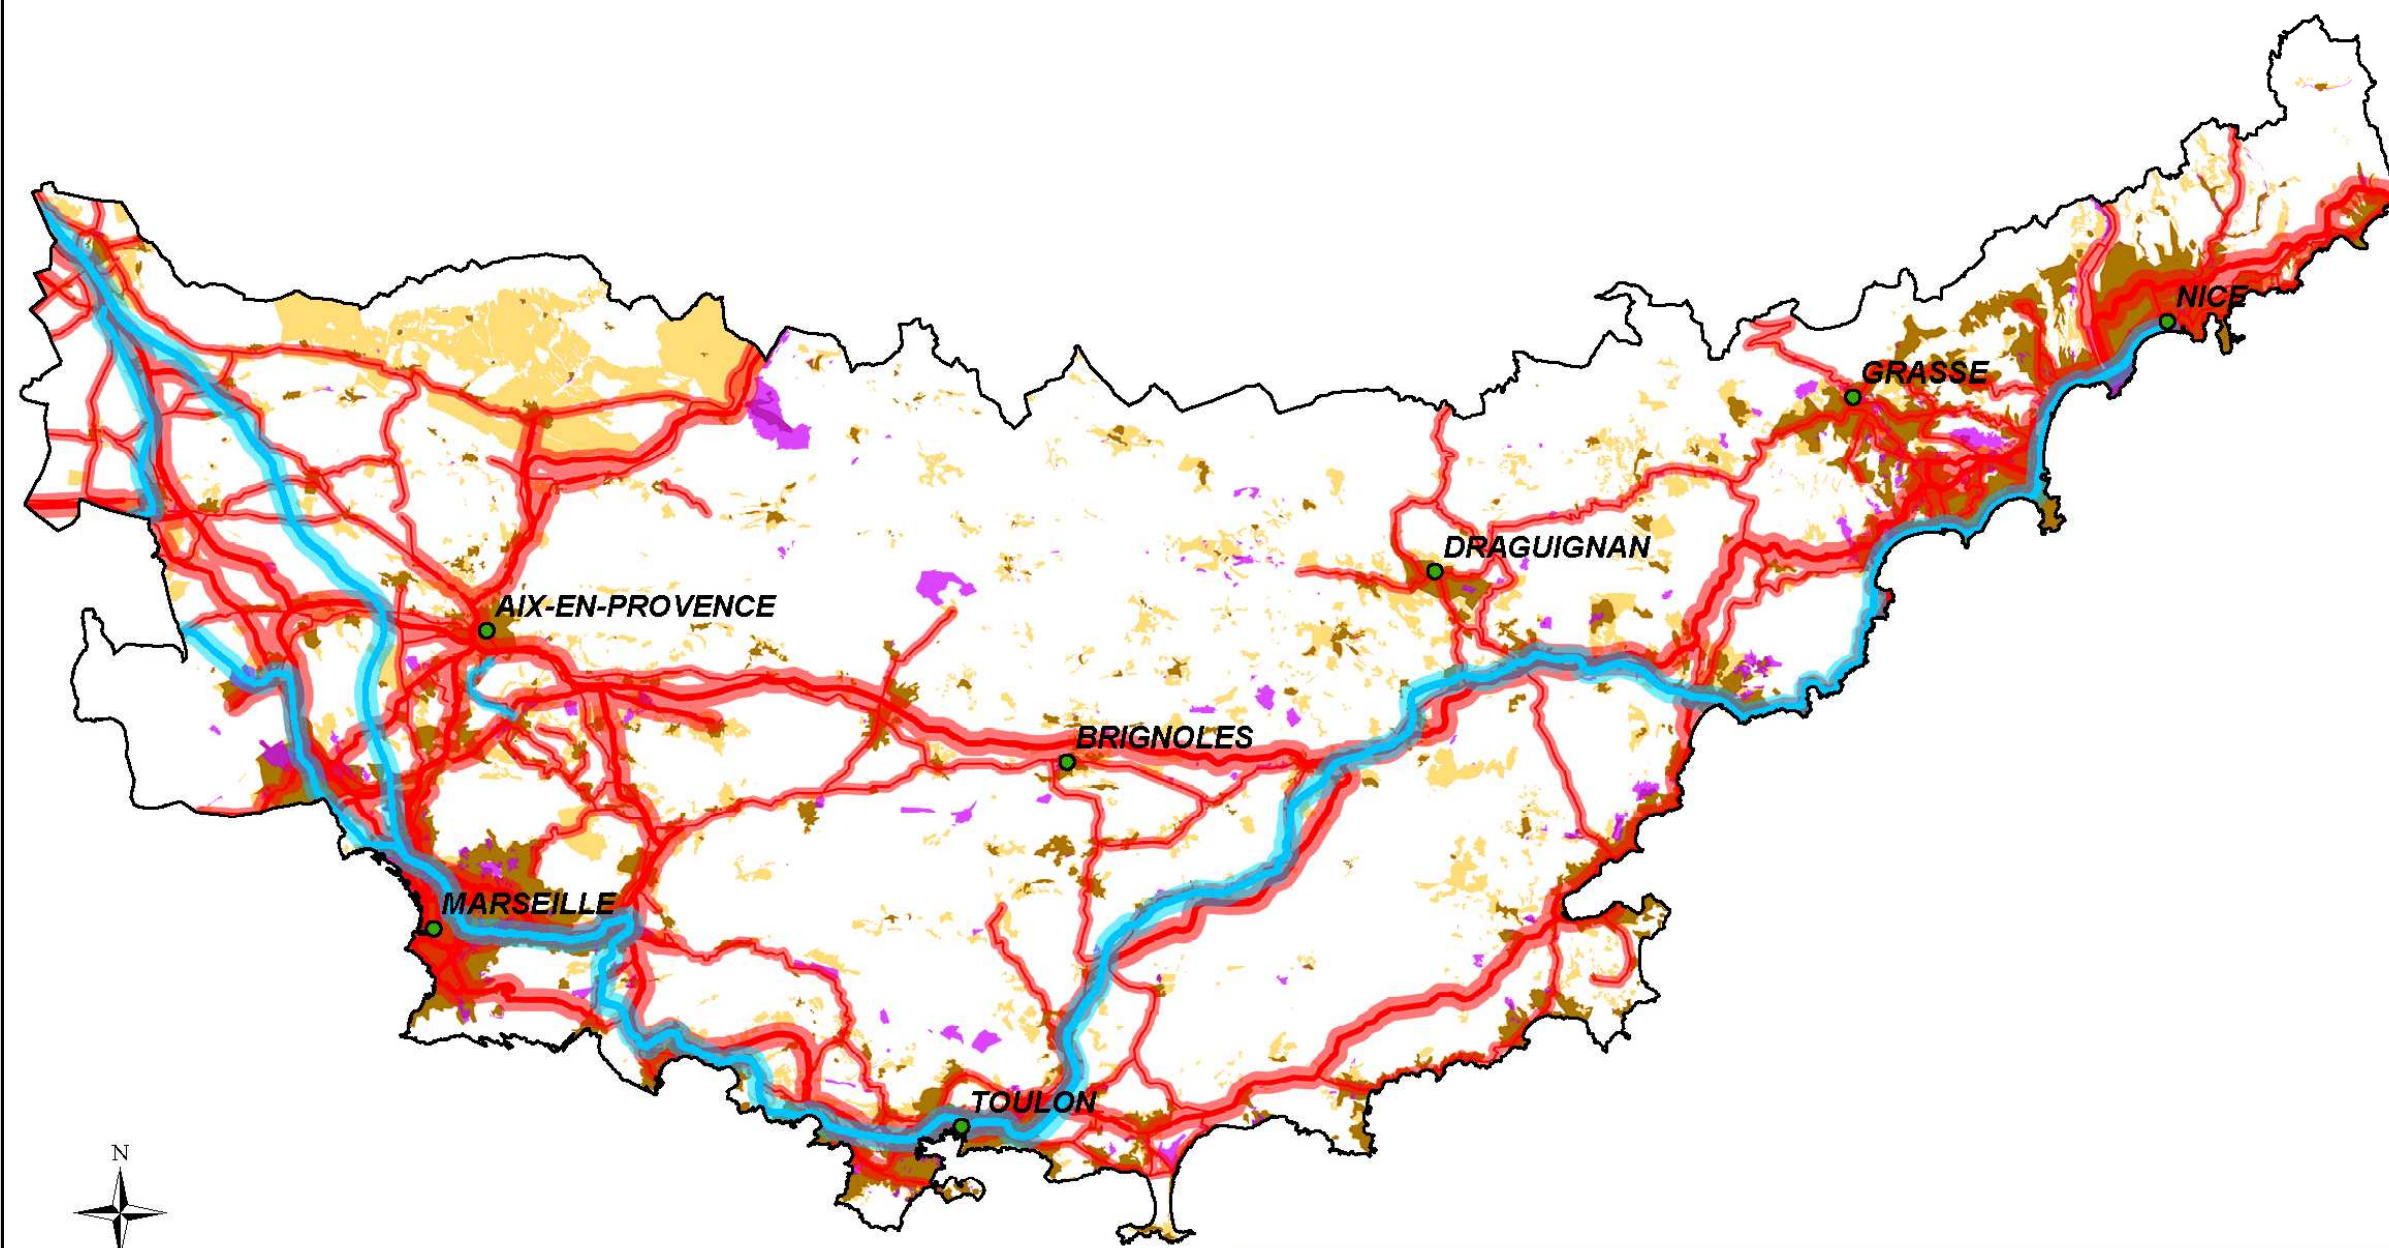 NICE
GRASSE
DRAGUIGNAN
AIX-EN-PROVENCE
BRIGNOLES
MARSEILLE
TOULON
N